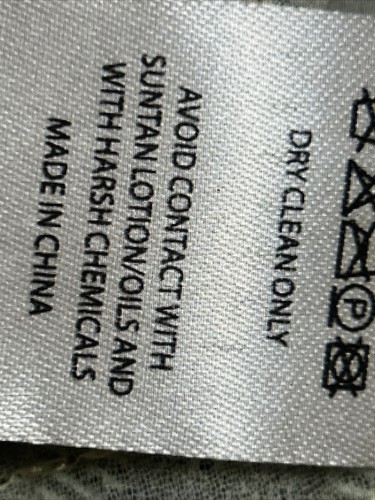 P
DRY CLEAN ONLY
AVOID CONTACT WITH
SUNTAN LOTION/OILS AND
WITH HARSH CHEMICALS
MADE IN CHINA